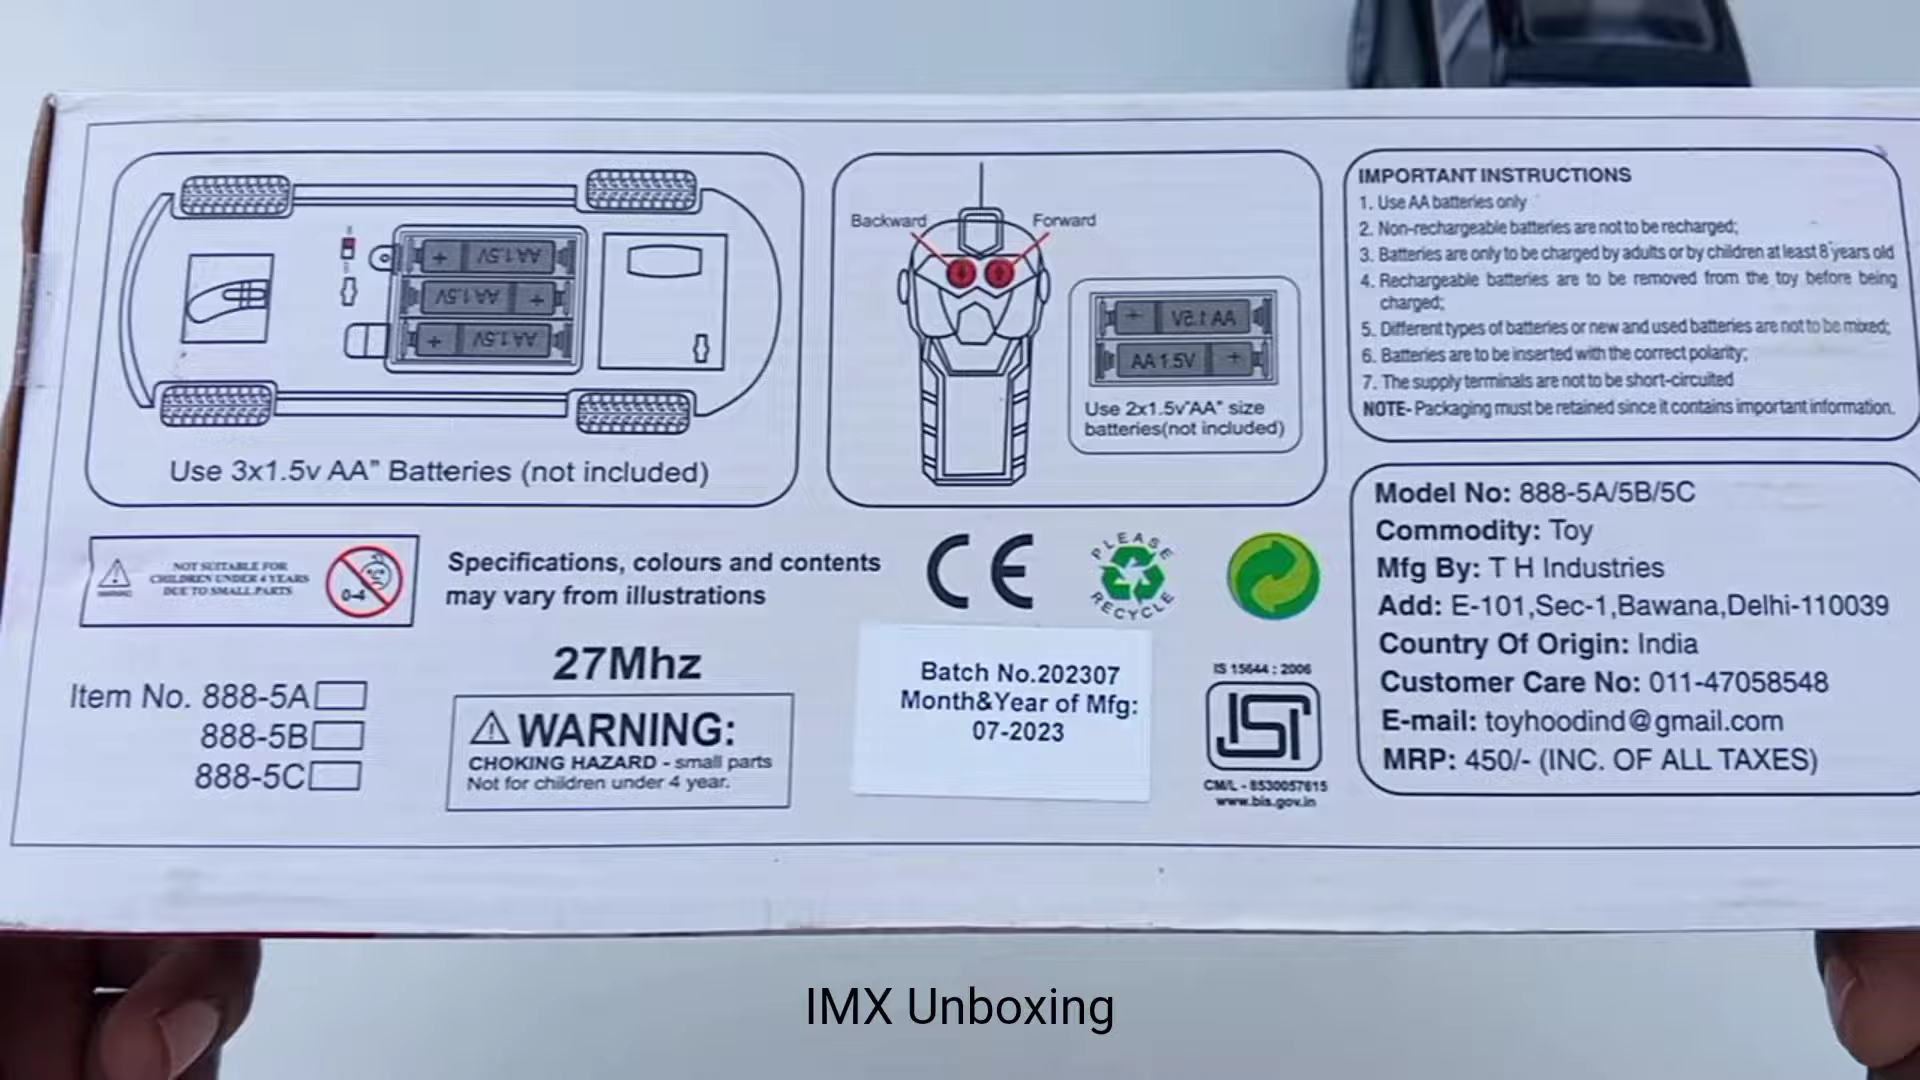 Use 3x1.5v AA” Batteries (not included)
AA 1.5V
AA 1.5V
AA 1.5V
Backward
Forward
AA 1.5V
AA 1.5V
Use 2x1.5v"AA" size
batteries(not included)
IMPORTANT INSTRUCTIONS
1. Use AA batteries only
2. Non-rechargeable batteries are not to be recharged;
3. Batteries are only to be charged by adults or by children at least 8 years old
4. Rechargeable batteries are to be removed from the toy before being
charged;
5. Different types of batteries or new and used batteries are not to be mixed;
6. Batteries are to be inserted with the correct polarity;
7. The supply terminals are not to be short-circuited
NOTE- Packaging must be retained since it contains important information.
WARNING
NOT SUITABLE FOR
CHILDREN UNDER 4 YEARS
DUE TO SMALL PARTS
0-4
Specifications, colours and contents
may vary from illustrations
CE
PLEASE
RECYCLE
27Mhz
Item No. 888-5A
888-5B
888-5C
WARNING:
CHOKING HAZARD - small parts
Not for children under 4 year.
Batch No.202307
Month&Year of Mfg:
07-2023
IS 15644 : 2006
ISI
CM/L - 8530057615
www.bis.gov.in
Model No: 888-5A/5B/5C
Commodity: Toy
Mfg By: T H Industries
Add: E-101,Sec-1,Bawana,Delhi-110039
Country Of Origin: India
Customer Care No: 011-47058548
E-mail: toyhoodind@gmail.com
MRP: 450/- (INC. OF ALL TAXES)
IMX Unboxing